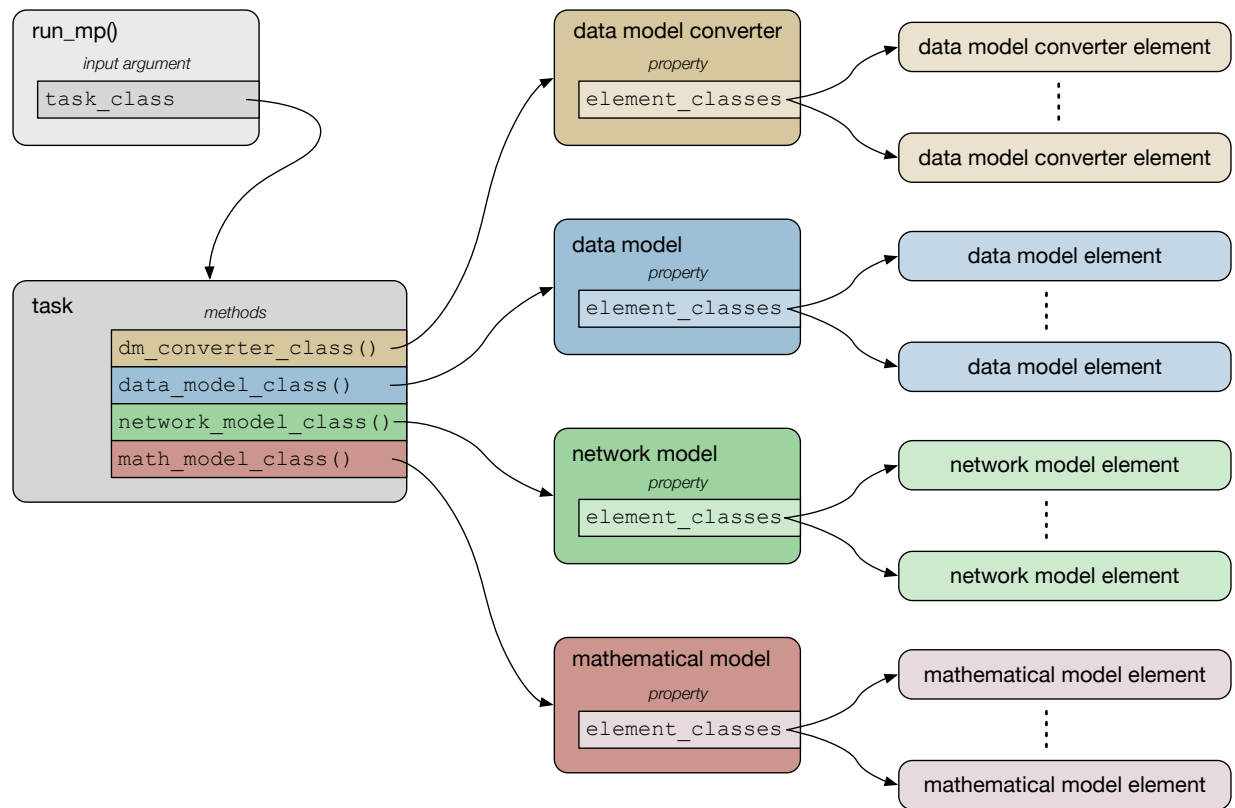 run_mp()
input argument
task_class
task
methods
dm_converter_class()
data_model_class()
network_model_class()
math_model_class()
data model converter
property
element_classes
data model converter element
data model converter element
data model
property
element_classes
data model element
data model element
network model
property
element_classes
network model element
network model element
mathematical model
property
element_classes
mathematical model element
mathematical model element